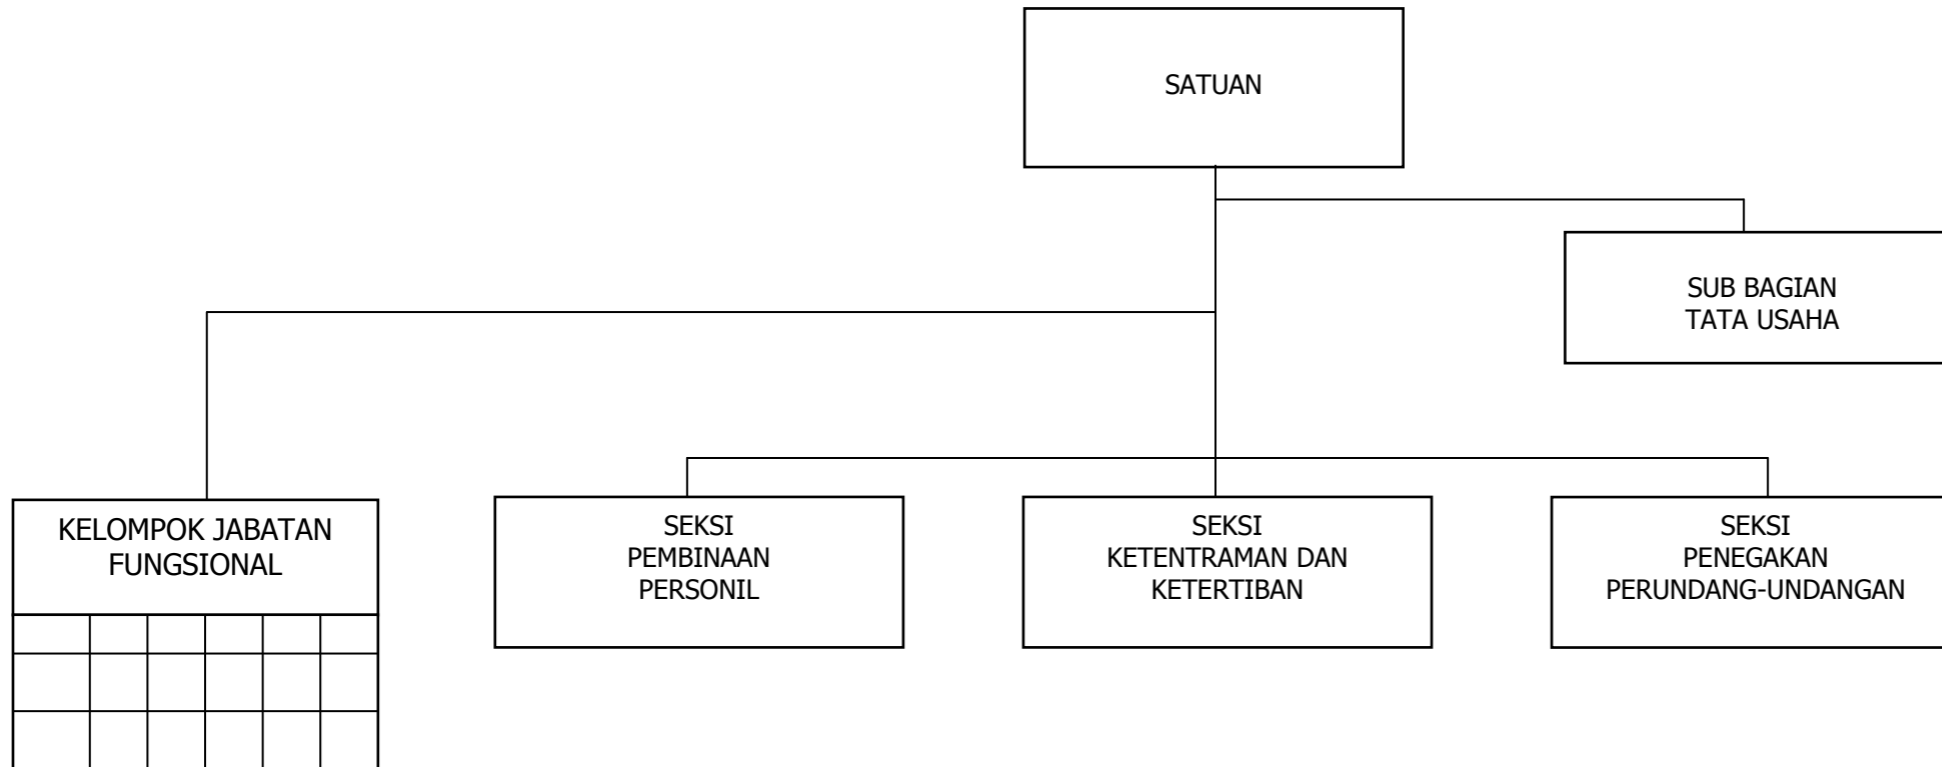 SATUAN
SUB BAGIAN
TATA USAHA
KELOMPOK JABATAN
FUNGSIONAL
SEKSI
PEMBINAAN
PERSONIL
SEKSI
KETENTRAMAN DAN
KETERTIBAN
SEKSI
PENEGAKAN
PERUNDANG-UNDANGAN